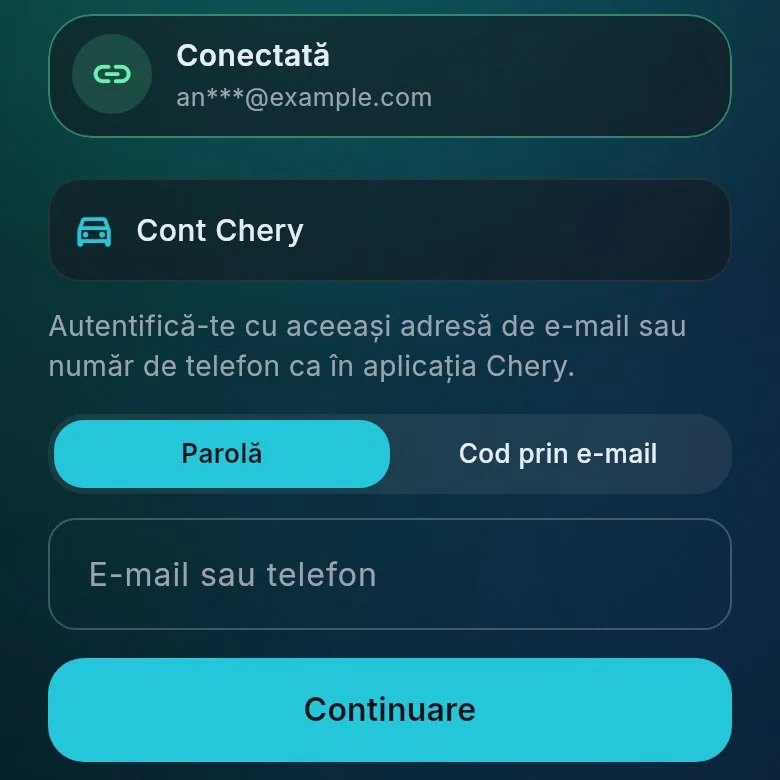 Conectată
an***@example.com
Cont Chery
Autentifică-te cu aceeași adresă de e-mail sau
număr de telefon ca în aplicația Chery.
Parolă
Cod prin e-mail
E-mail sau telefon
Continuare